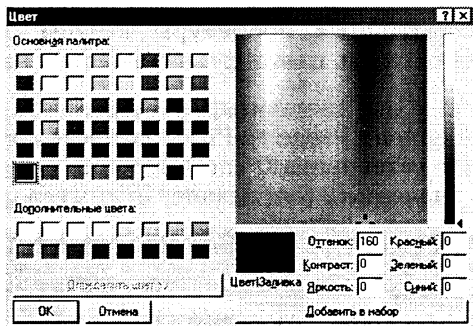 Цвет
Основная палитра:
Дополнительные цвета:
Определить цвет >>
OK
Отмена
Цвет|Заливка
Оттенок: 160
Контраст: 0
Яркость: 0
Красный: 0
Зеленый: 0
Синий: 0
Добавить в набор